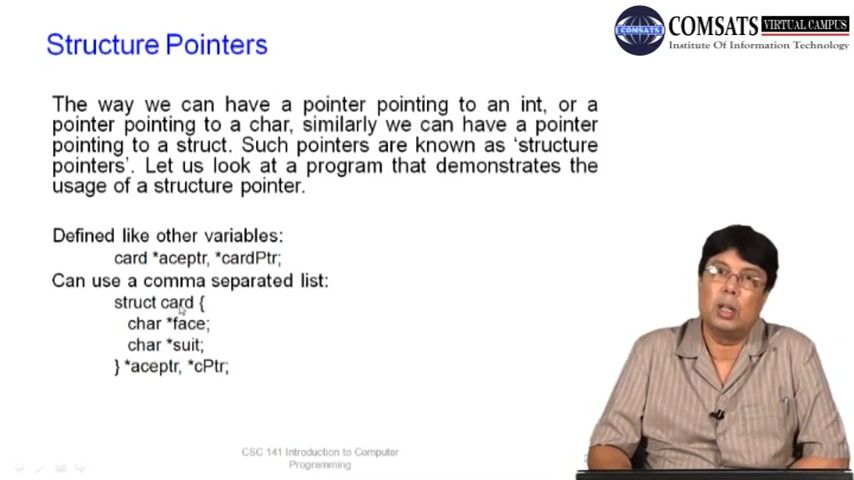 Structure Pointers
COMSATS
COMSATS VIRTUAL CAMPUS
Institute Of Information Technology
The way we can have a pointer pointing to an int, or a
pointer pointing to a char, similarly we can have a pointer
pointing to a struct. Such pointers are known as ‘structure
pointers’. Let us look at a program that demonstrates the
usage of a structure pointer.
Defined like other variables:
card *aceptr, *cardPtr;
Can use a comma separated list:
struct card {
char *face;
char *suit;
} *aceptr, *cPtr;
CSC 141 Introduction to Computer
Programming